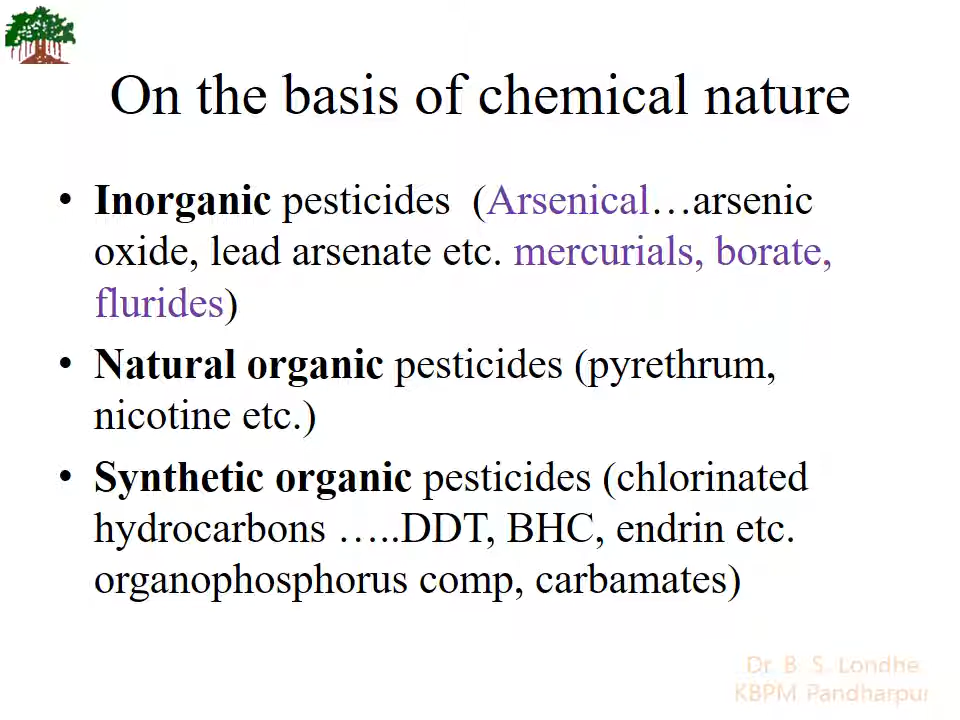 On the basis of chemical nature
• Inorganic pesticides (Arsenical…arsenic
oxide, lead arsenate etc. mercurials, borate,
flurides)
• Natural organic pesticides (pyrethrum,
nicotine etc.)
• Synthetic organic pesticides (chlorinated
hydrocarbons …..DDT, BHC, endrin etc.
organophosphorus comp, carbamates)
Dr. B. S. Londhe
KBPM Pandharpur